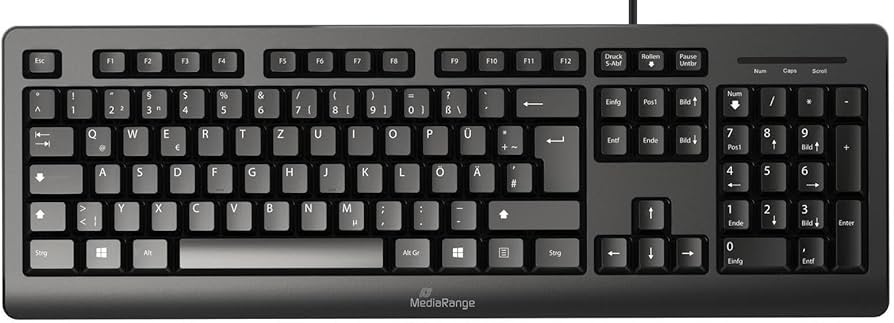 Esc F1 F2 F3 F4 F5 F6 F7 F8 F9 F10 F11 F12 Druck S-Abf Rollen Pause Untbr
Num Caps Scroll
° ^ ! 1 " 2 ² § 3 ³ $ 4 % 5 & 6 / 7 { ( 8 [ ) 9 ] = 0 } ? ß \ ` ´ Einfg Pos1 Bild Num / * -
Q @ W E € R T Z U I O P Ü * + ~ Entf Ende Bild 7 Pos1 8 9 Bild +
A S D F G H J K L Ö Ä ' # 4 5 6
> < | Y X C V B N M µ ; , : . _ - 1 Ende 2 3 Bild Enter
Strg Alt Alt Gr Strg 0 Einfg , Entf
MediaRange